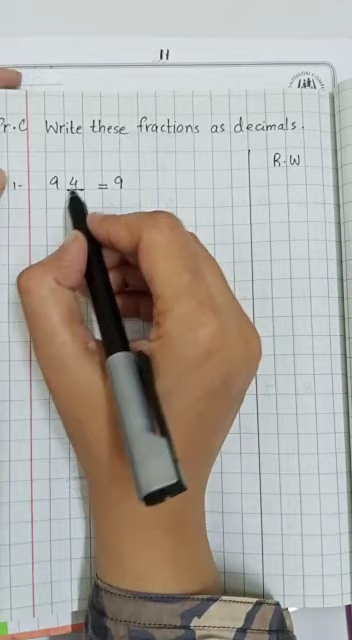 11
Pr.C Write these fractions as decimals.
R.W
1- 9 4 = 9